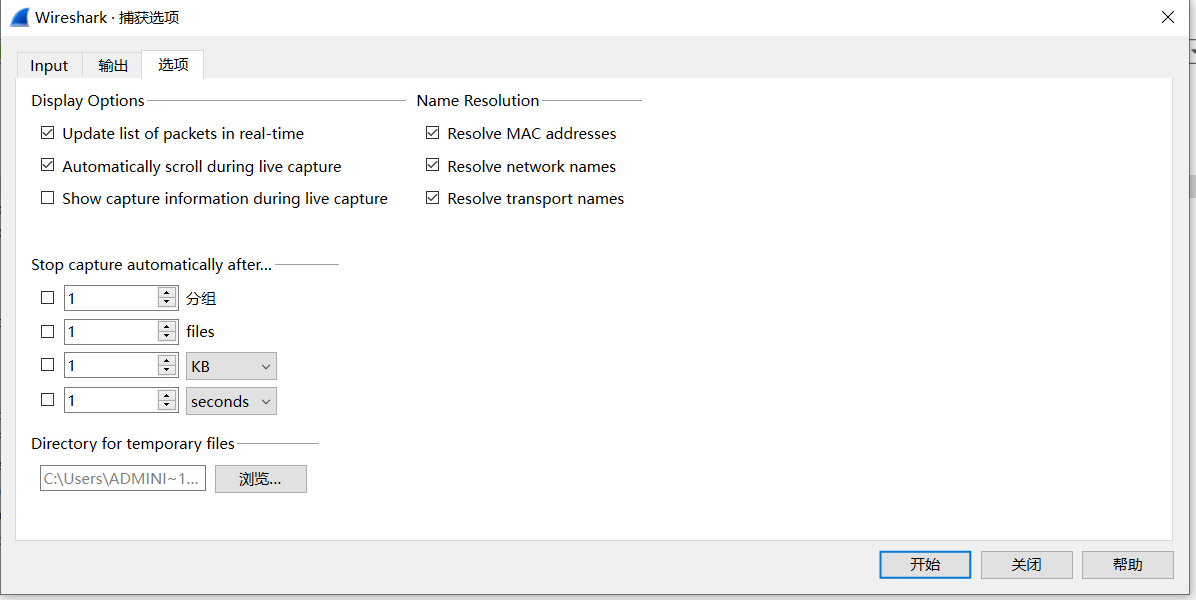 Wireshark · 捕获选项
Input 输出 选项
Display Options
Update list of packets in real-time
Automatically scroll during live capture
Show capture information during live capture
Name Resolution
Resolve MAC addresses
Resolve network names
Resolve transport names
Stop capture automatically after...
1 分组
1 files
1 KB
1 seconds
Directory for temporary files
C:\Users\ADMINI~1... 浏览...
开始 关闭 帮助